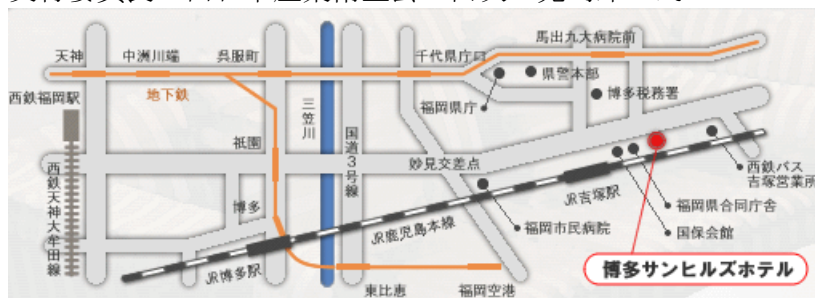 天神
中洲川端
呉服町
千代県庁口
馬出九大病院前
県警本部
西鉄福岡駅
地下鉄
三笠川
福岡県庁
博多税務署
祇園
国道3号線
妙見交差点
西鉄バス
吉塚営業所
西鉄天神大牟田線
博多
JR吉塚駅
福岡県合同庁舎
JR鹿児島本線
福岡市民病院
国保会館
JR博多駅
博多サンヒルズホテル
東比恵
福岡空港